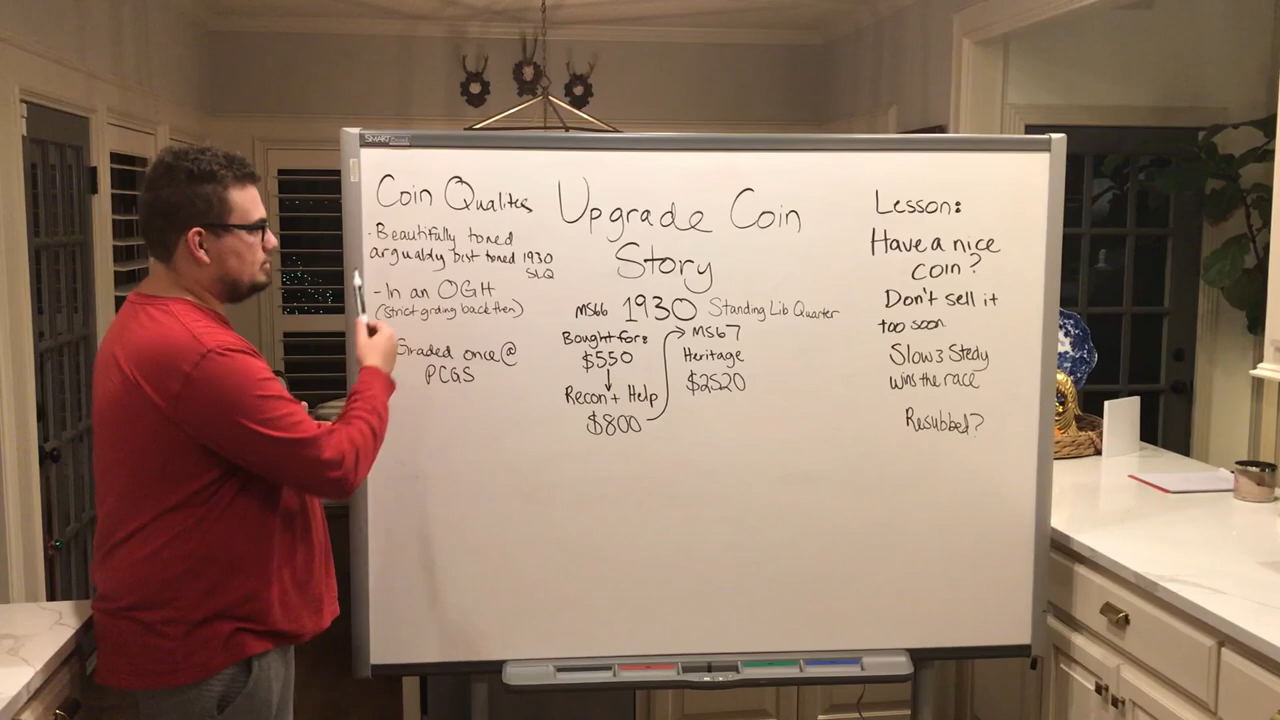 SMART
Coin Qualites
- Beautifully toned
arguably best toned 1930
SLQ
- In an OGH
(Strict grding back then)
Graded once @
PCGS
Upgrade Coin
Story
MS66 1930 Standing Lib Quarter
Bought for:
$550
↓
Recon + Help
$800
→ MS67
Heritage
$2520
Lesson:
Have a nice
coin?
Don't sell it
too soon
Slow & Stedy
wins the race
Resubbed?